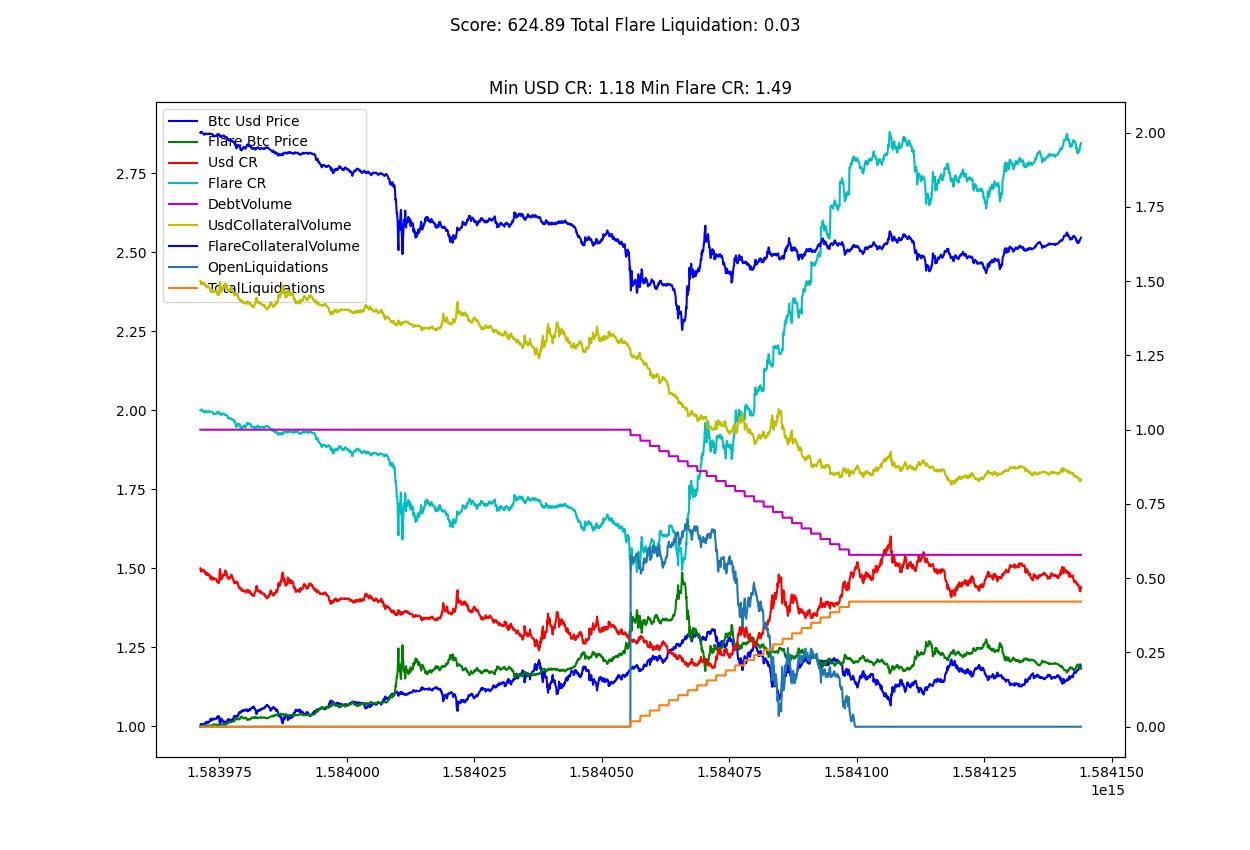 Score: 624.89 Total Flare Liquidation: 0.03
Min USD CR: 1.18 Min Flare CR: 1.49
Btc Usd Price
Flare Btc Price
Usd CR
Flare CR
DebtVolume
UsdCollateralVolume
FlareCollateralVolume
OpenLiquidations
TotalLiquidations
2.75
2.50
2.25
2.00
1.75
1.50
1.25
1.00
2.00
1.75
1.50
1.25
1.00
0.75
0.50
0.25
0.00
1.583975
1.584000
1.584025
1.584050
1.584075
1.584100
1.584125
1.584150
1e15